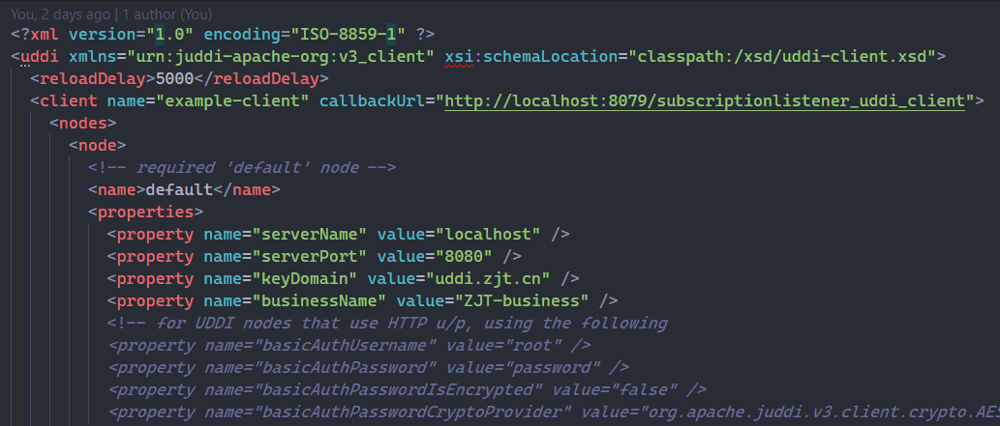 You, 2 days ago | 1 author (You)
<?xml version="1.0" encoding="ISO-8859-1" ?>
<uddi xmlns="urn:juddi-apache-org:v3_client" xsi:schemaLocation="classpath:/xsd/uddi-client.xsd">
<reloadDelay>5000</reloadDelay>
<client name="example-client" callbackUrl="http://localhost:8079/subscriptionlistener_uddi_client">
<nodes>
<node>
<!-- required 'default' node -->
<name>default</name>
<properties>
<property name="serverName" value="localhost" />
<property name="serverPort" value="8080" />
<property name="keyDomain" value="uddi.zjt.cn" />
<property name="businessName" value="ZJT-business" />
<!-- for UDDI nodes that use HTTP u/p, using the following
<property name="basicAuthUsername" value="root" />
<property name="basicAuthPassword" value="password" />
<property name="basicAuthPasswordIsEncrypted" value="false" />
<property name="basicAuthPasswordCryptoProvider" value="org.apache.juddi.v3.client.crypto.AES